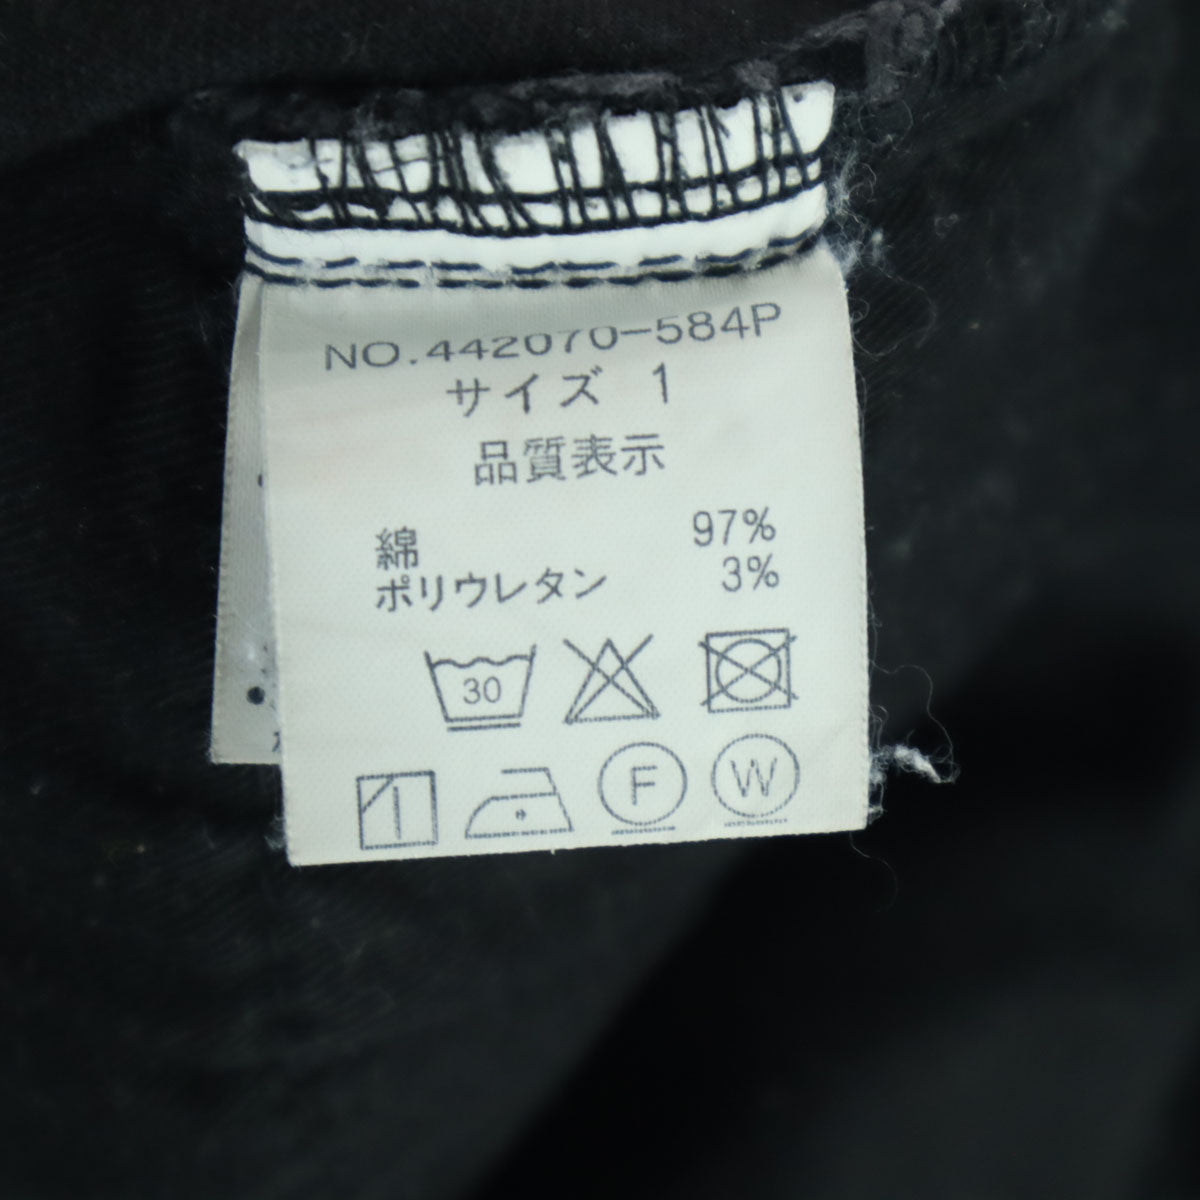 NO.442070-584P
サイズ 1
品質表示
綿 97%
ポリウレタン 3%
30
F W